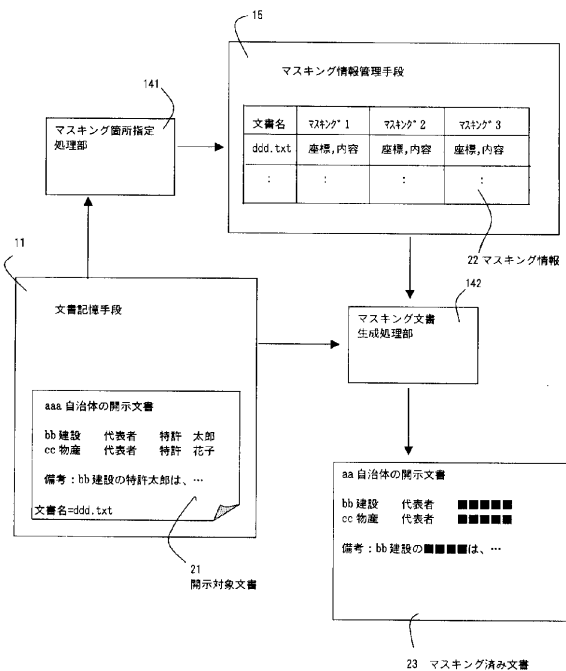 15
マスキング情報管理手段
文書名 ﾏｽｷﾝｸﾞ 1 ﾏｽｷﾝｸﾞ 2 ﾏｽｷﾝｸﾞ 3
ddd.txt 座標,内容 座標,内容 座標,内容
: : : :
22 マスキング情報
141
マスキング箇所指定
処理部
11
文書記憶手段
aaa 自治体の開示文書
bb 建設 代表者 特許 太郎
cc 物産 代表者 特許 花子
備考：bb 建設の特許太郎は、…
文書名=ddd.txt
21
開示対象文書
142
マスキング文書
生成処理部
aa 自治体の開示文書
bb 建設 代表者 ■■■■■
cc 物産 代表者 ■■■■■
備考：bb 建設の■■■■は、…
23 マスキング済み文書